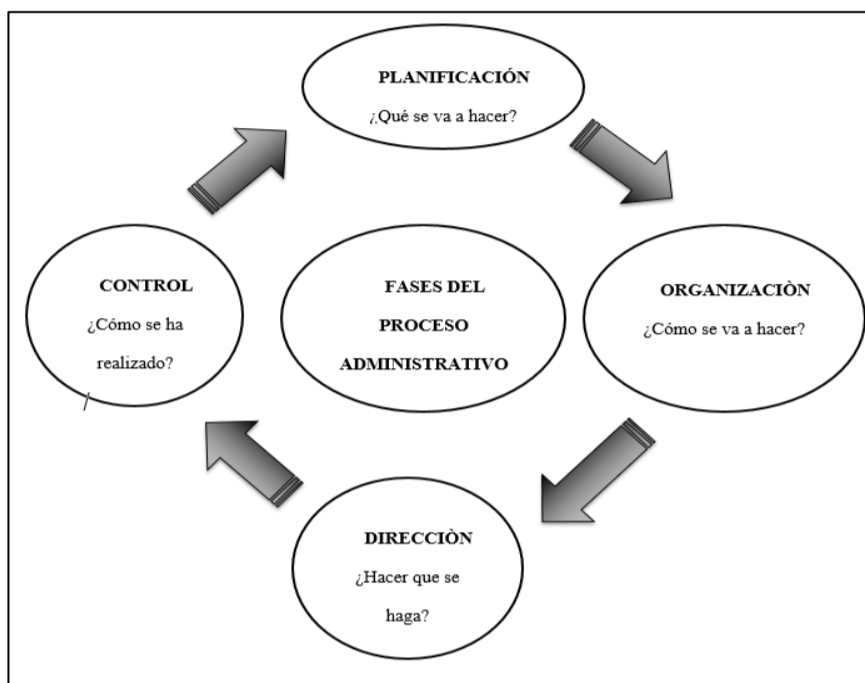 PLANIFICACIÓN
¿Qué se va a hacer?
CONTROL
¿Cómo se ha
realizado?
FASES DEL
PROCESO
ADMINISTRATIVO
ORGANIZACIÒN
¿Cómo se va a hacer?
DIRECCIÒN
¿Hacer que se
haga?